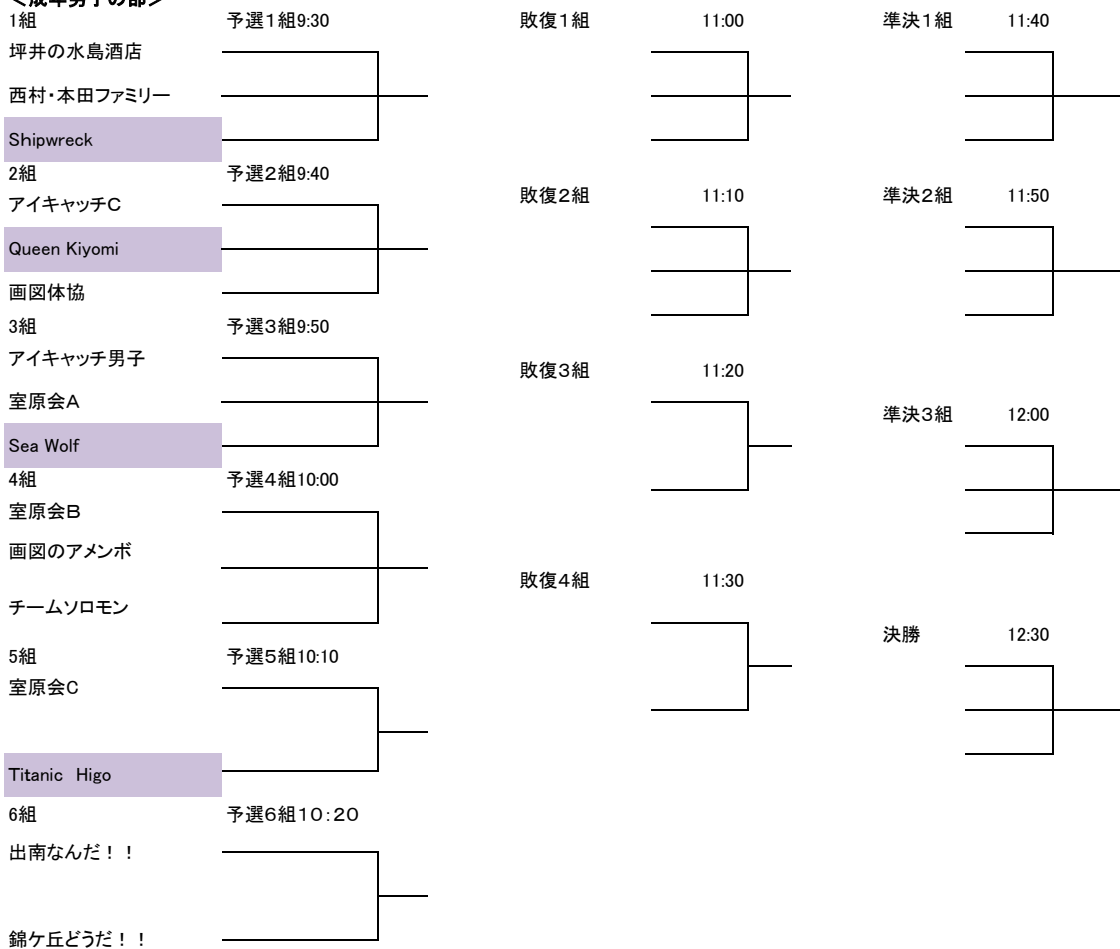 <成年男子の部>
1組 予選1組9:30
坪井の水島酒店
西村・本田ファミリー
Shipwreck
2組 予選2組9:40
アイキャッチC
Queen Kiyomi
画図体協
3組 予選3組9:50
アイキャッチ男子
室原会A
Sea Wolf
4組 予選4組10:00
室原会B
画図のアメンボ
チームソロモン
5組 予選5組10:10
室原会C
Titanic Higo
6組 予選6組10:20
出南なんだ!!
錦ケ丘どうだ!!
敗復1組 11:00
敗復2組 11:10
敗復3組 11:20
敗復4組 11:30
準決1組 11:40
準決2組 11:50
準決3組 12:00
決勝 12:30